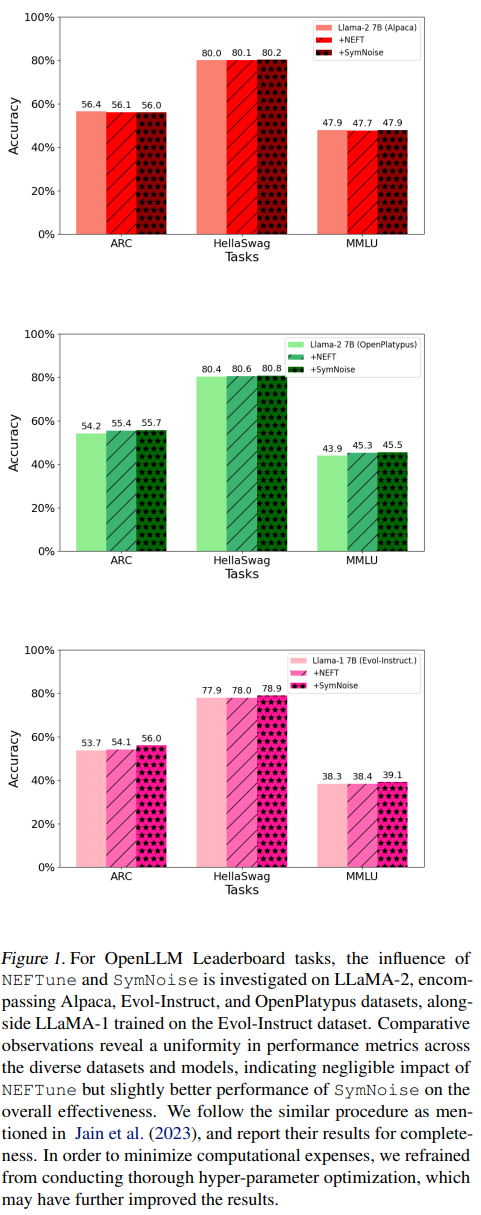 100%
80%
60%
40%
20%
0%
Accuracy
Llama-2 7B (Alpaca)
+NEFT
+SymNoise
56.4 56.1 56.0
80.0 80.1 80.2
47.9 47.7 47.9
ARC HellaSwag MMLU
Tasks
100%
80%
60%
40%
20%
0%
Accuracy
Llama-2 7B (OpenPlatypus)
+NEFT
+SymNoise
54.2 55.4 55.7
80.4 80.6 80.8
43.9 45.3 45.5
ARC HellaSwag MMLU
Tasks
100%
80%
60%
40%
20%
0%
Accuracy
Llama-1 7B (Evol-Instruct.)
+NEFT
+SymNoise
53.7 54.1 56.0
77.9 78.0 78.9
38.3 38.4 39.1
ARC HellaSwag MMLU
Tasks
Figure 1. For OpenLLM Leaderboard tasks, the influence of
NEFTune and SymNoise is investigated on LLaMA-2, encom-
passing Alpaca, Evol-Instruct, and OpenPlatypus datasets, along-
side LLaMA-1 trained on the Evol-Instruct dataset. Comparative
observations reveal a uniformity in performance metrics across
the diverse datasets and models, indicating negligible impact of
NEFTune but slightly better performance of SymNoise on the
overall effectiveness. We follow the similar procedure as men-
tioned in Jain et al. (2023), and report their results for complete-
ness. In order to minimize computational expenses, we refrained
from conducting thorough hyper-parameter optimization, which
may have further improved the results.